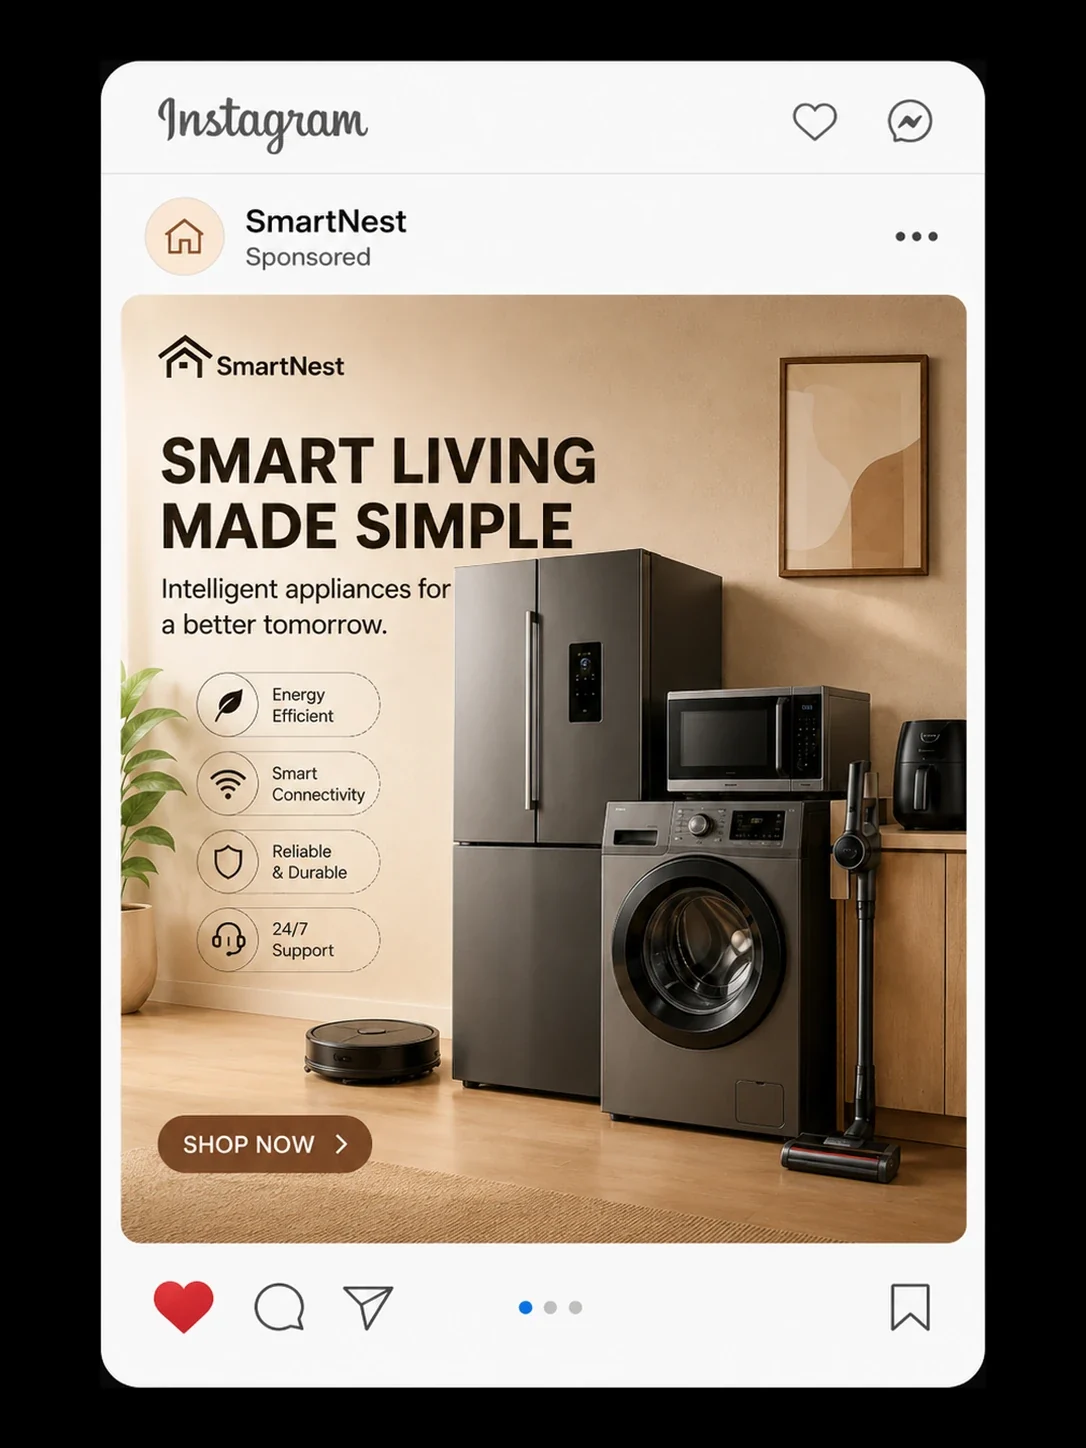 Instagram
SmartNest
Sponsored
SmartNest
SMART LIVING
MADE SIMPLE
Intelligent appliances for
a better tomorrow.
Energy
Efficient
Smart
Connectivity
Reliable
& Durable
24/7
Support
SHOP NOW